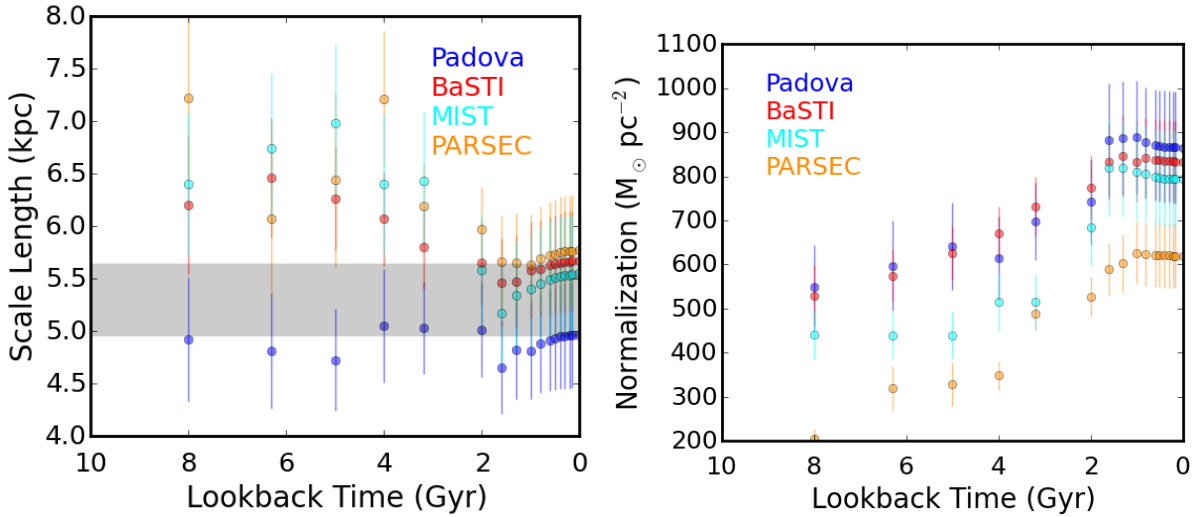 8.0
7.5
7.0
6.5
6.0
5.5
5.0
4.5
4.0
Scale Length (kpc)
Padova
BaSTI
MIST
PARSEC
10 8 6 4 2 0
Lookback Time (Gyr)
1100
1000
900
800
700
600
500
400
300
200
Normalization (M☉ pc⁻²)
Padova
BaSTI
MIST
PARSEC
10 8 6 4 2 0
Lookback Time (Gyr)